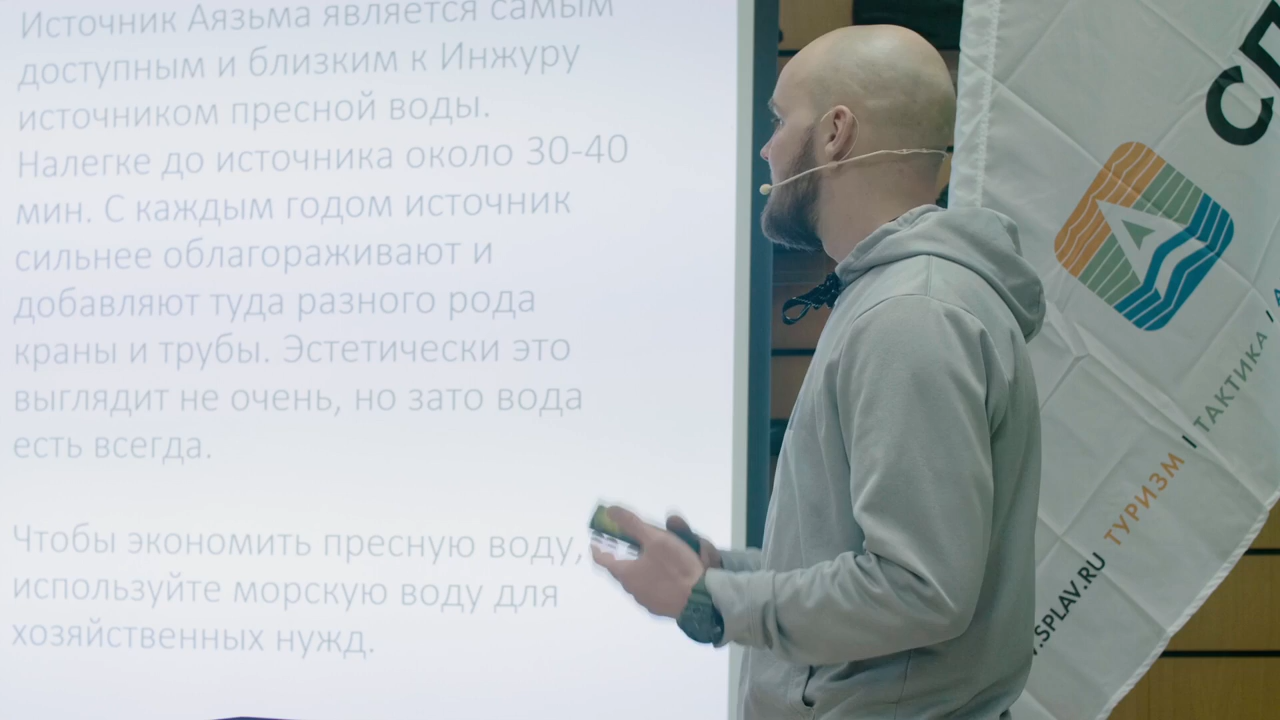 Источник Аязьма является самым
доступным и близким к Инжуру
источником пресной воды.
Налегке до источника около 30-40
мин. С каждым годом источник
сильнее облагораживают и
добавляют туда разного рода
краны и трубы. Эстетически это
выглядит не очень, но зато вода
есть всегда.
Чтобы экономить пресную воду,
используйте морскую воду для
хозяйственных нужд.
СП
.SPLAV.RU ТУРИЗМ | ТАКТИКА /